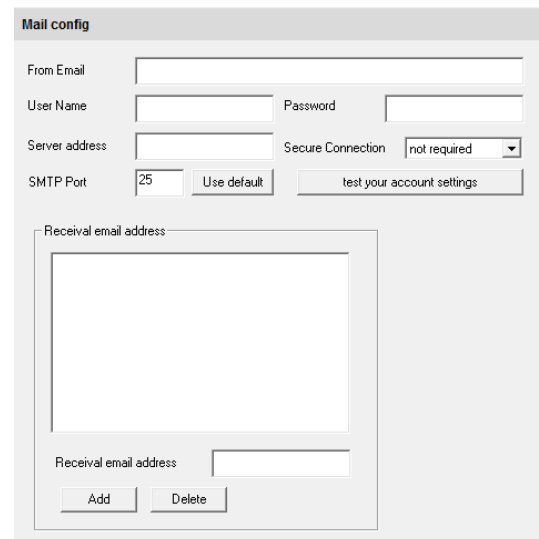 Mail config
From Email
User Name Password
Server address Secure Connection not required
SMTP Port 25 Use default test your account settings
Receival email address
Receival email address
Add Delete